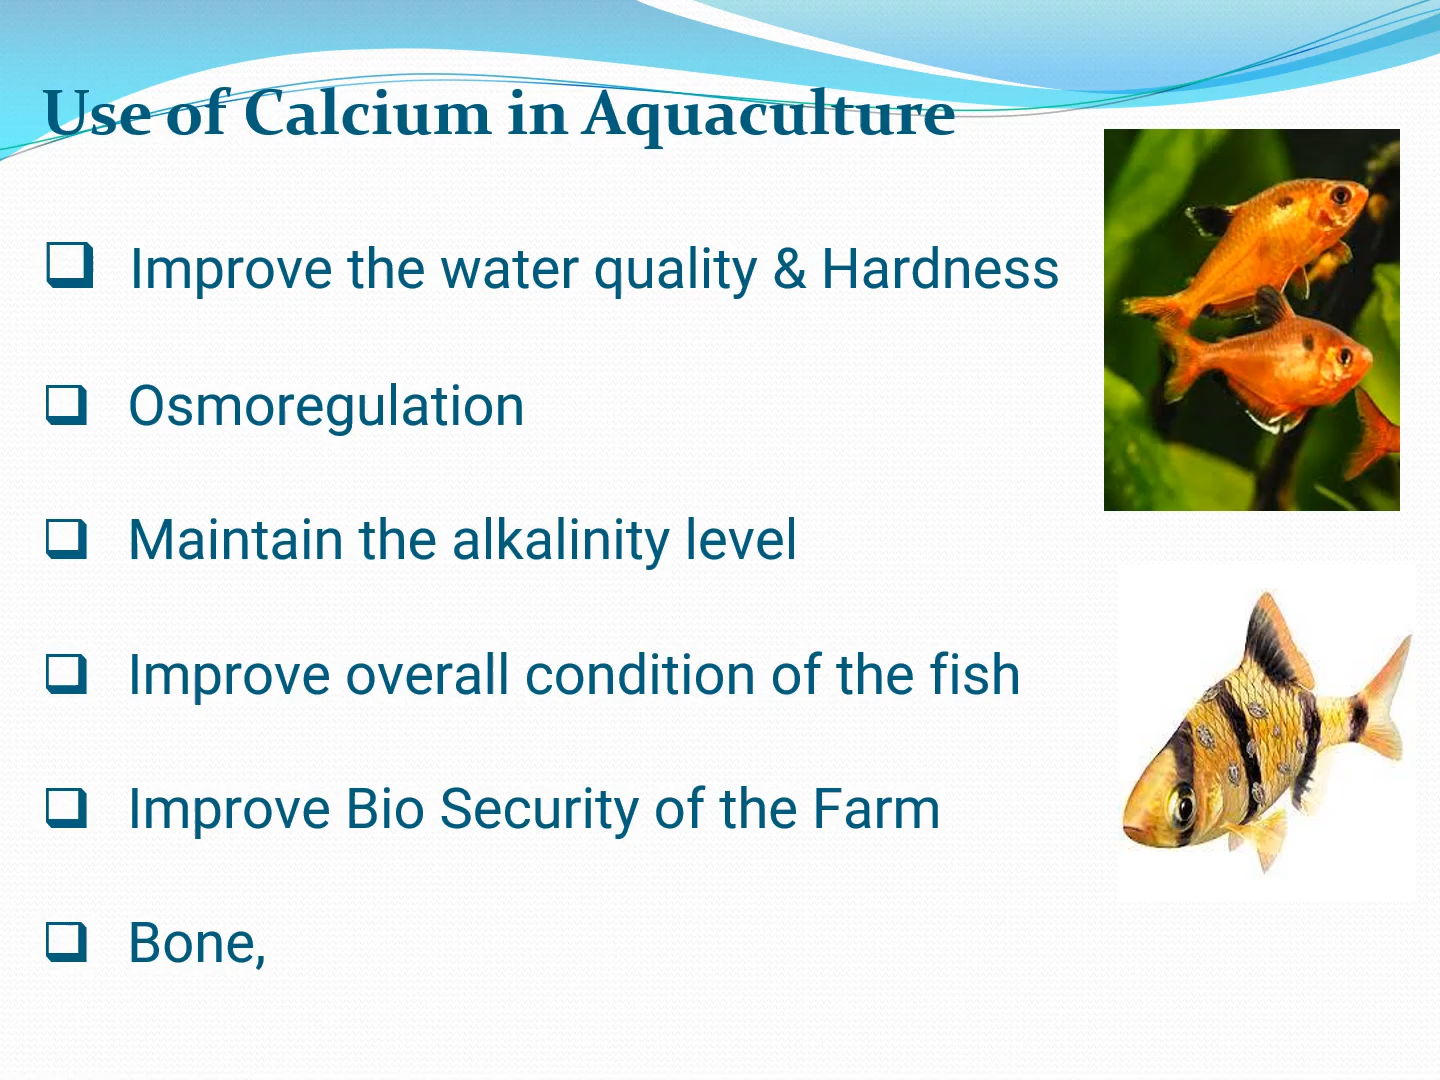 Use of Calcium in Aquaculture
Improve the water quality & Hardness
Osmoregulation
Maintain the alkalinity level
Improve overall condition of the fish
Improve Bio Security of the Farm
Bone,